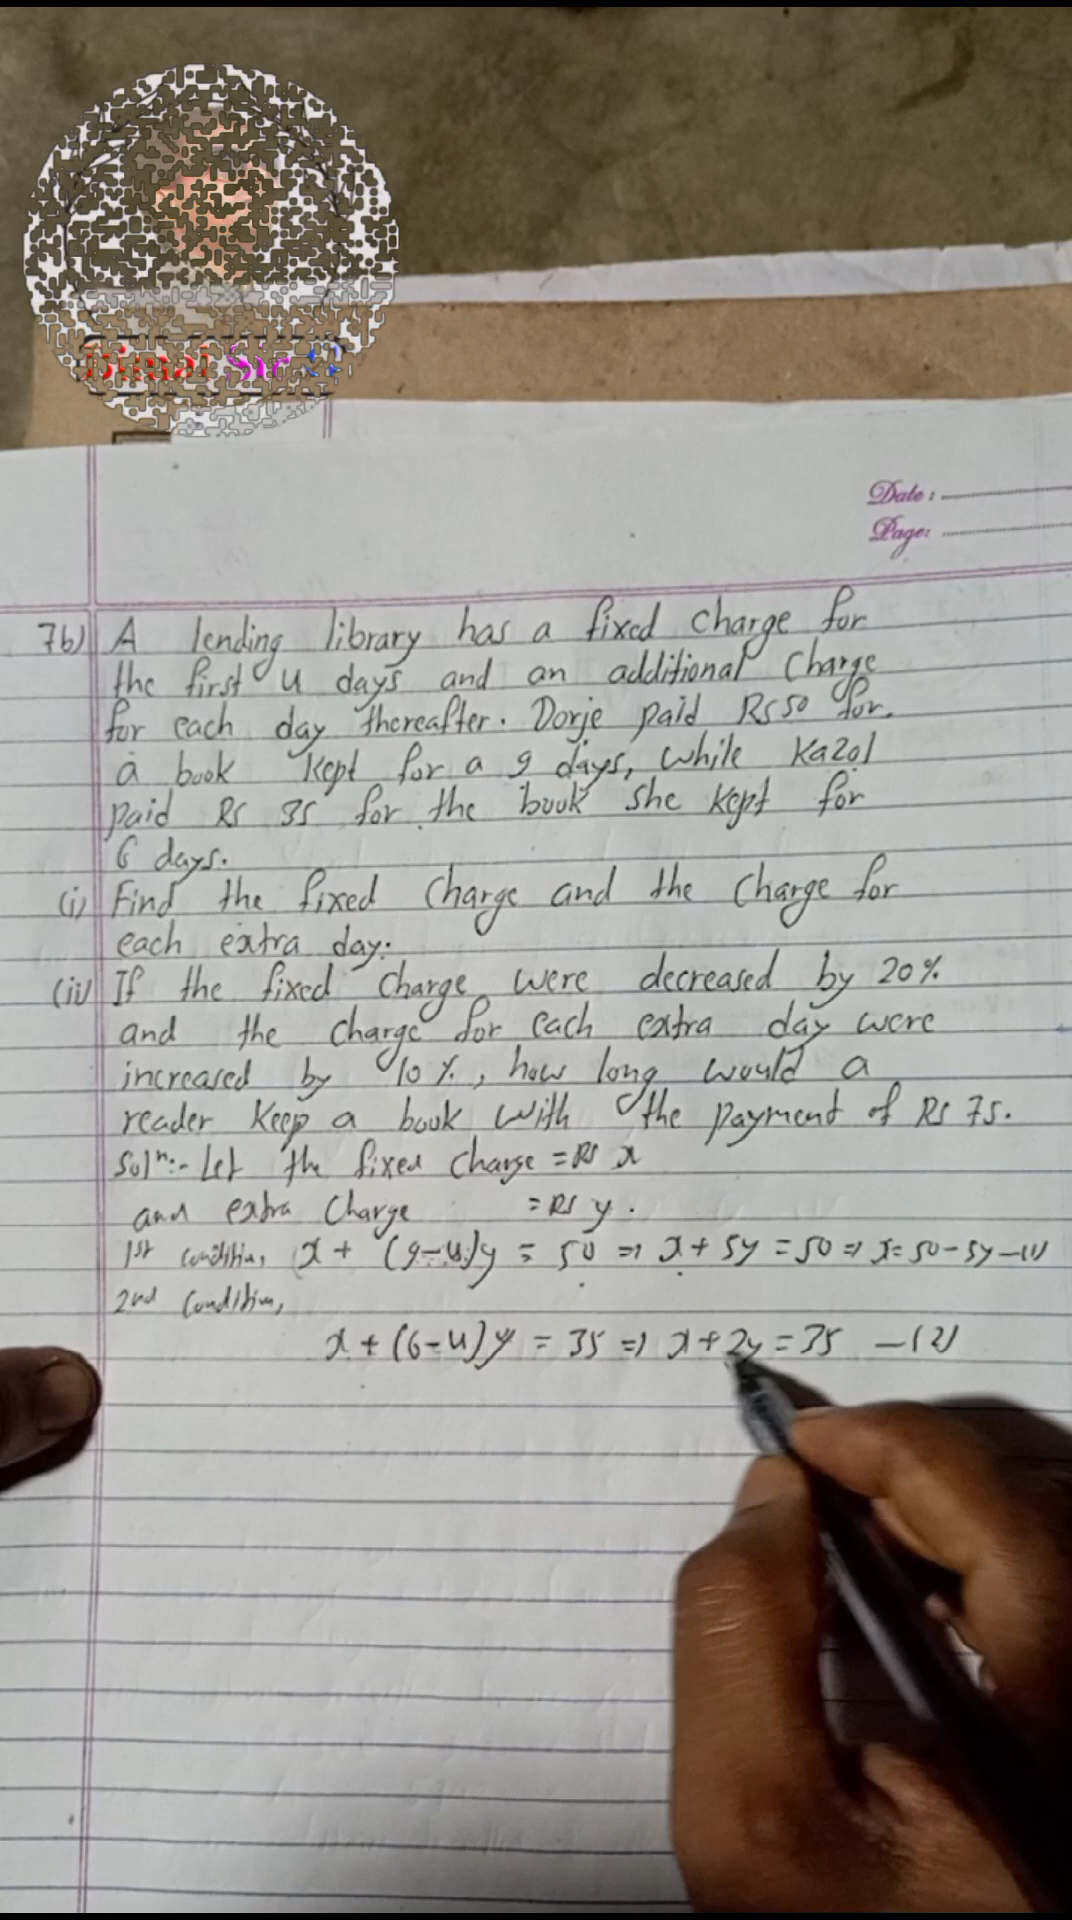 Sir
Date :
Page:
7b) A lending library has a fixed charge for
the first 4 days and an additional charge
for each day thereafter. Dorje paid Rs 50 for
a book kept for a 9 days, while Kazol
paid Rs 35 for the book she kept for
6 days.
(i) Find the fixed charge and the charge for
each extra day.
(iv) If the fixed charge were decreased by 20%
and the charge for each extra day were
increased by 10%, how long would a
reader keep a book with the payment of Rs 75.
Solⁿ:- Let the fixed charge = Rs x
and extra charge = Rs y.
1st condition, x + (9-4)y = 50 => x + 5y = 50 => x = 50 - 5y - (1)
2nd condition,
x + (6-4)y = 35 => x + 2y = 35 - (2)